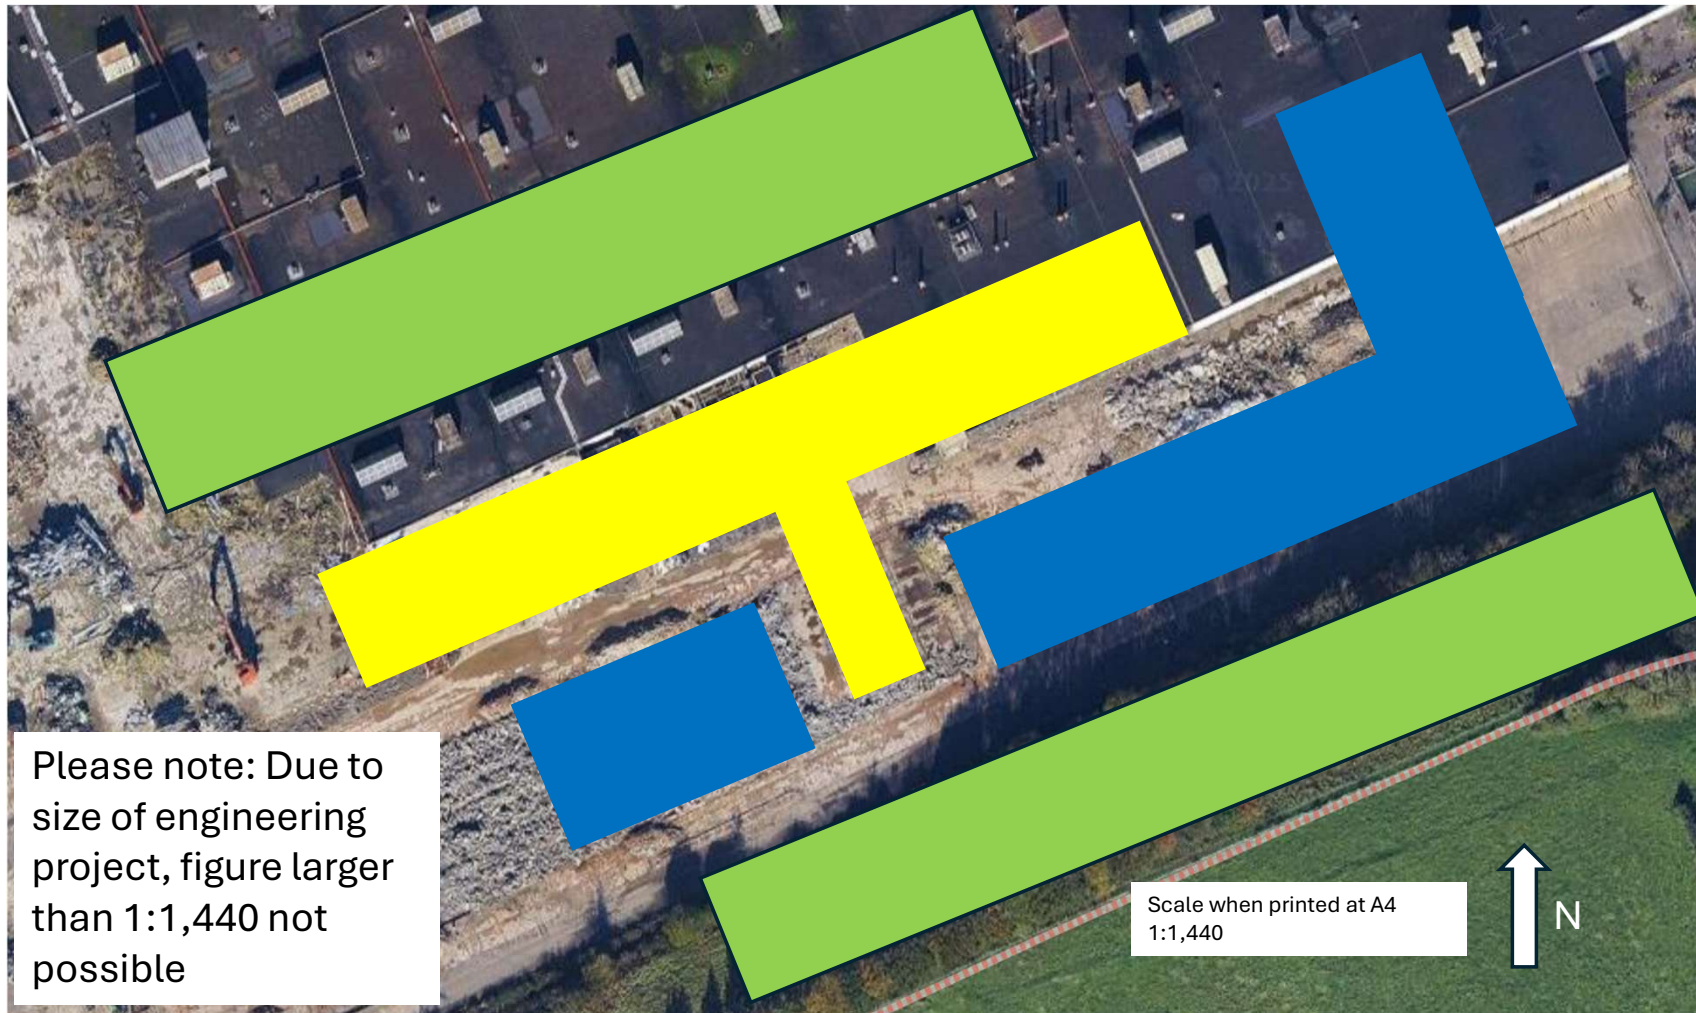 Please note: Due to
size of engineering
project, figure larger
than 1:1,440 not
possible
Scale when printed at A4
1:1,440
N